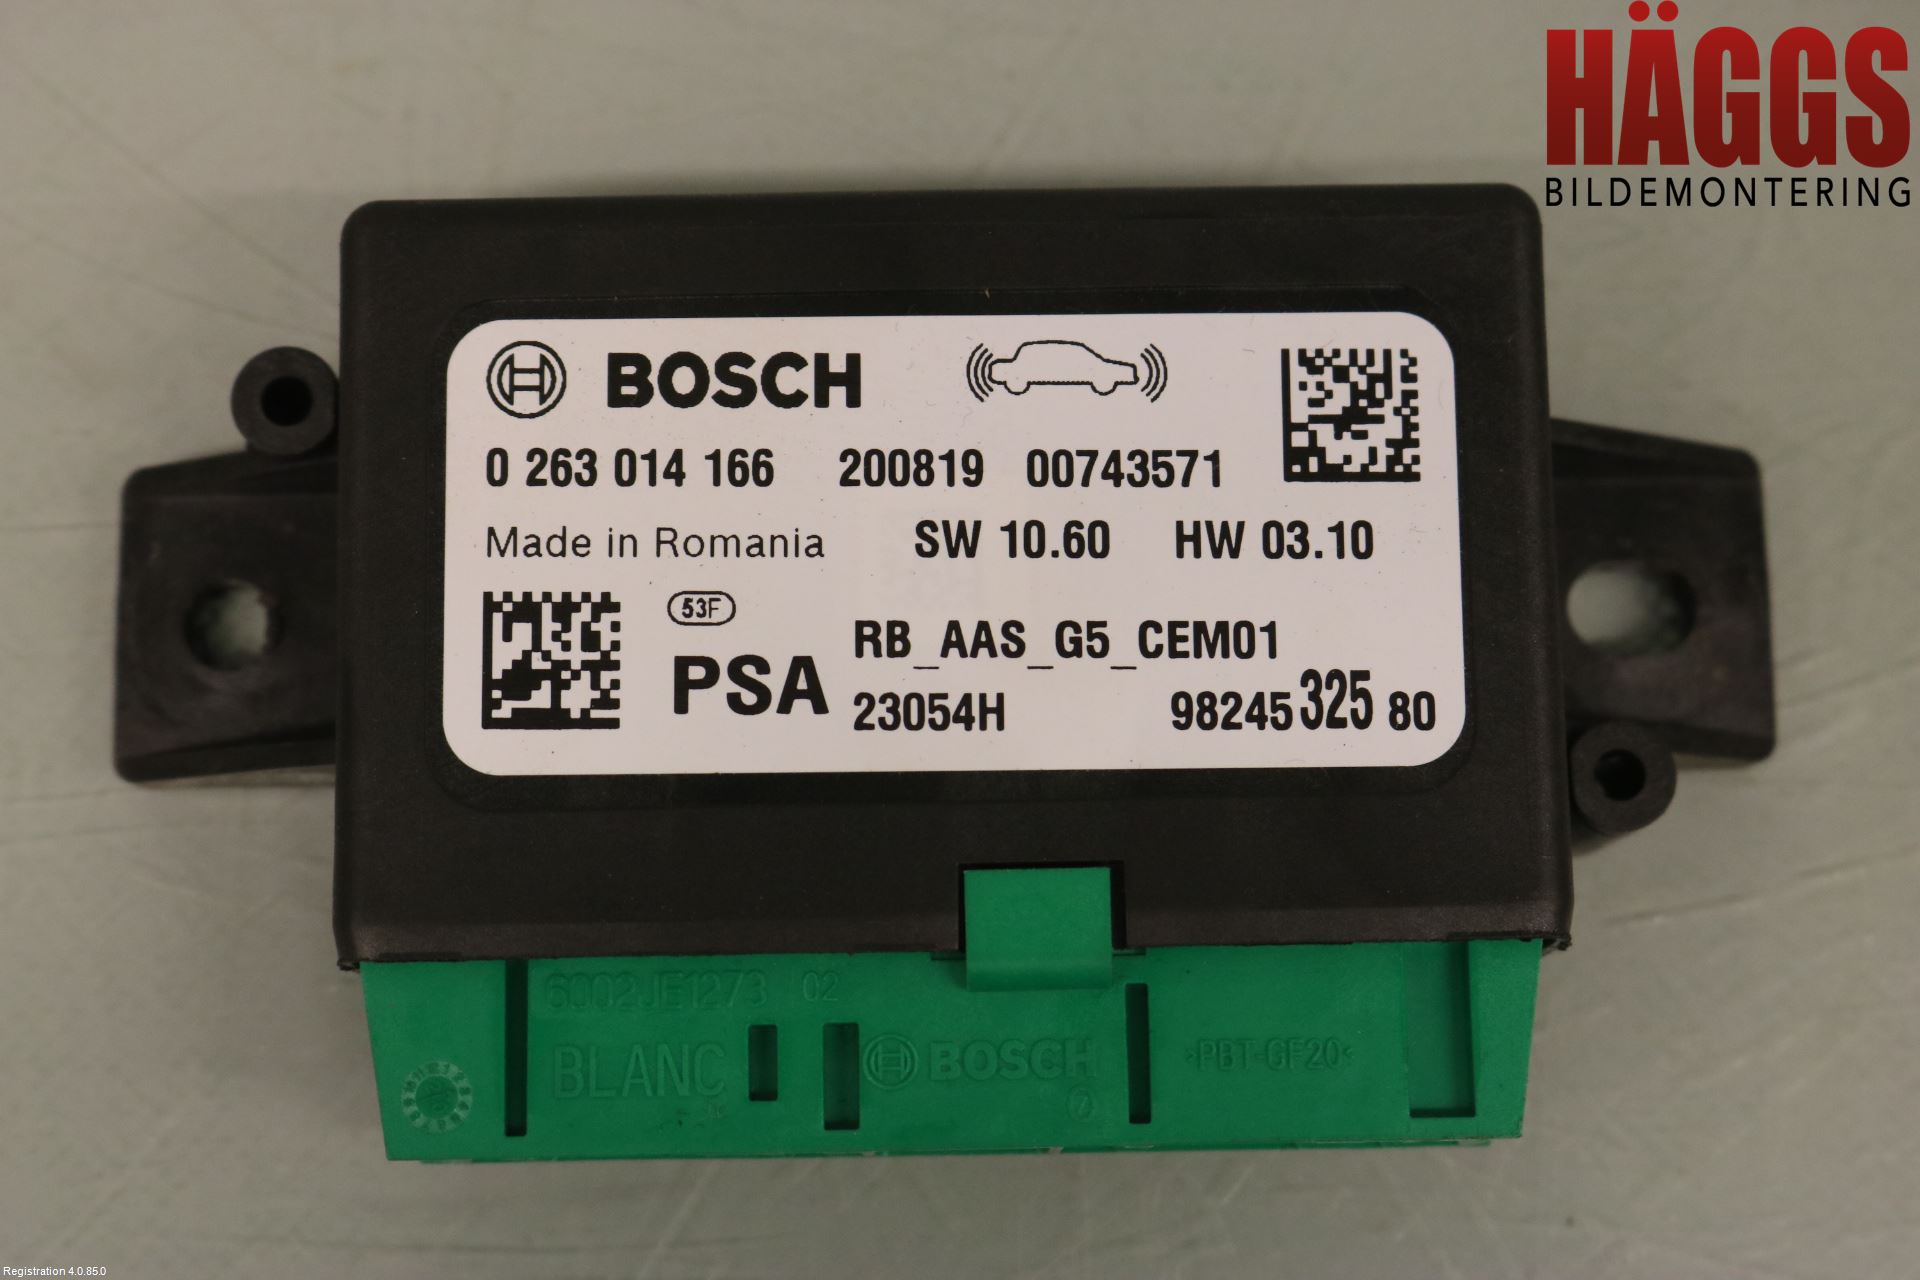 HÄGGS
BILDEMONTERING
BOSCH
0 263 014 166 200819 00743571
Made in Romania SW 10.60 HW 03.10
53F
PSA
RB_AAS_G5_CEM01
23054H 98245 325 80
6002JE1273 02
BLANC BOSCH >PBT-GF20<
7
Registration 4.0.85.0